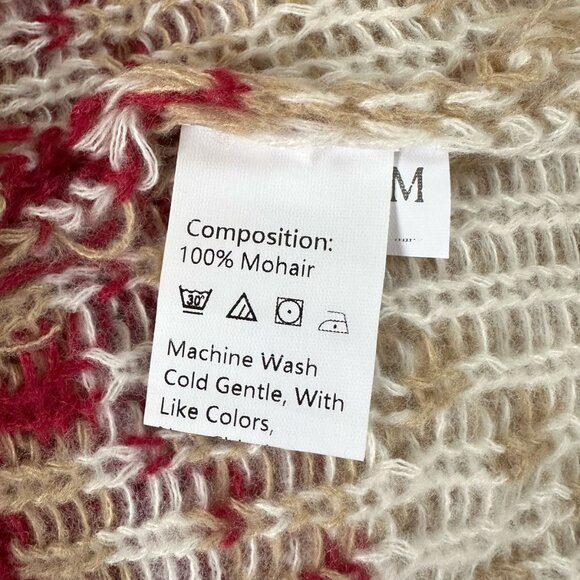 M
Composition:
100% Mohair
30°
Machine Wash
Cold Gentle, With
Like Colors,